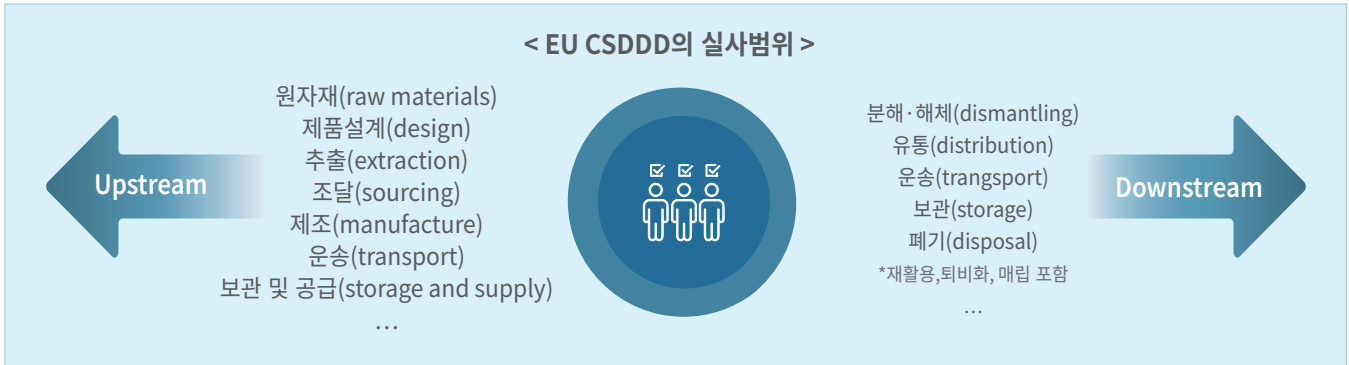 < EU CSDDD의 실사범위 >
Upstream
원자재(raw materials)
제품설계(design)
추출(extraction)
조달(sourcing)
제조(manufacture)
운송(transport)
보관 및 공급(storage and supply)
…
분해·해체(dismantling)
유통(distribution)
운송(trangsport)
보관(storage)
폐기(disposal)
*재활용,퇴비화, 매립 포함
…
Downstream